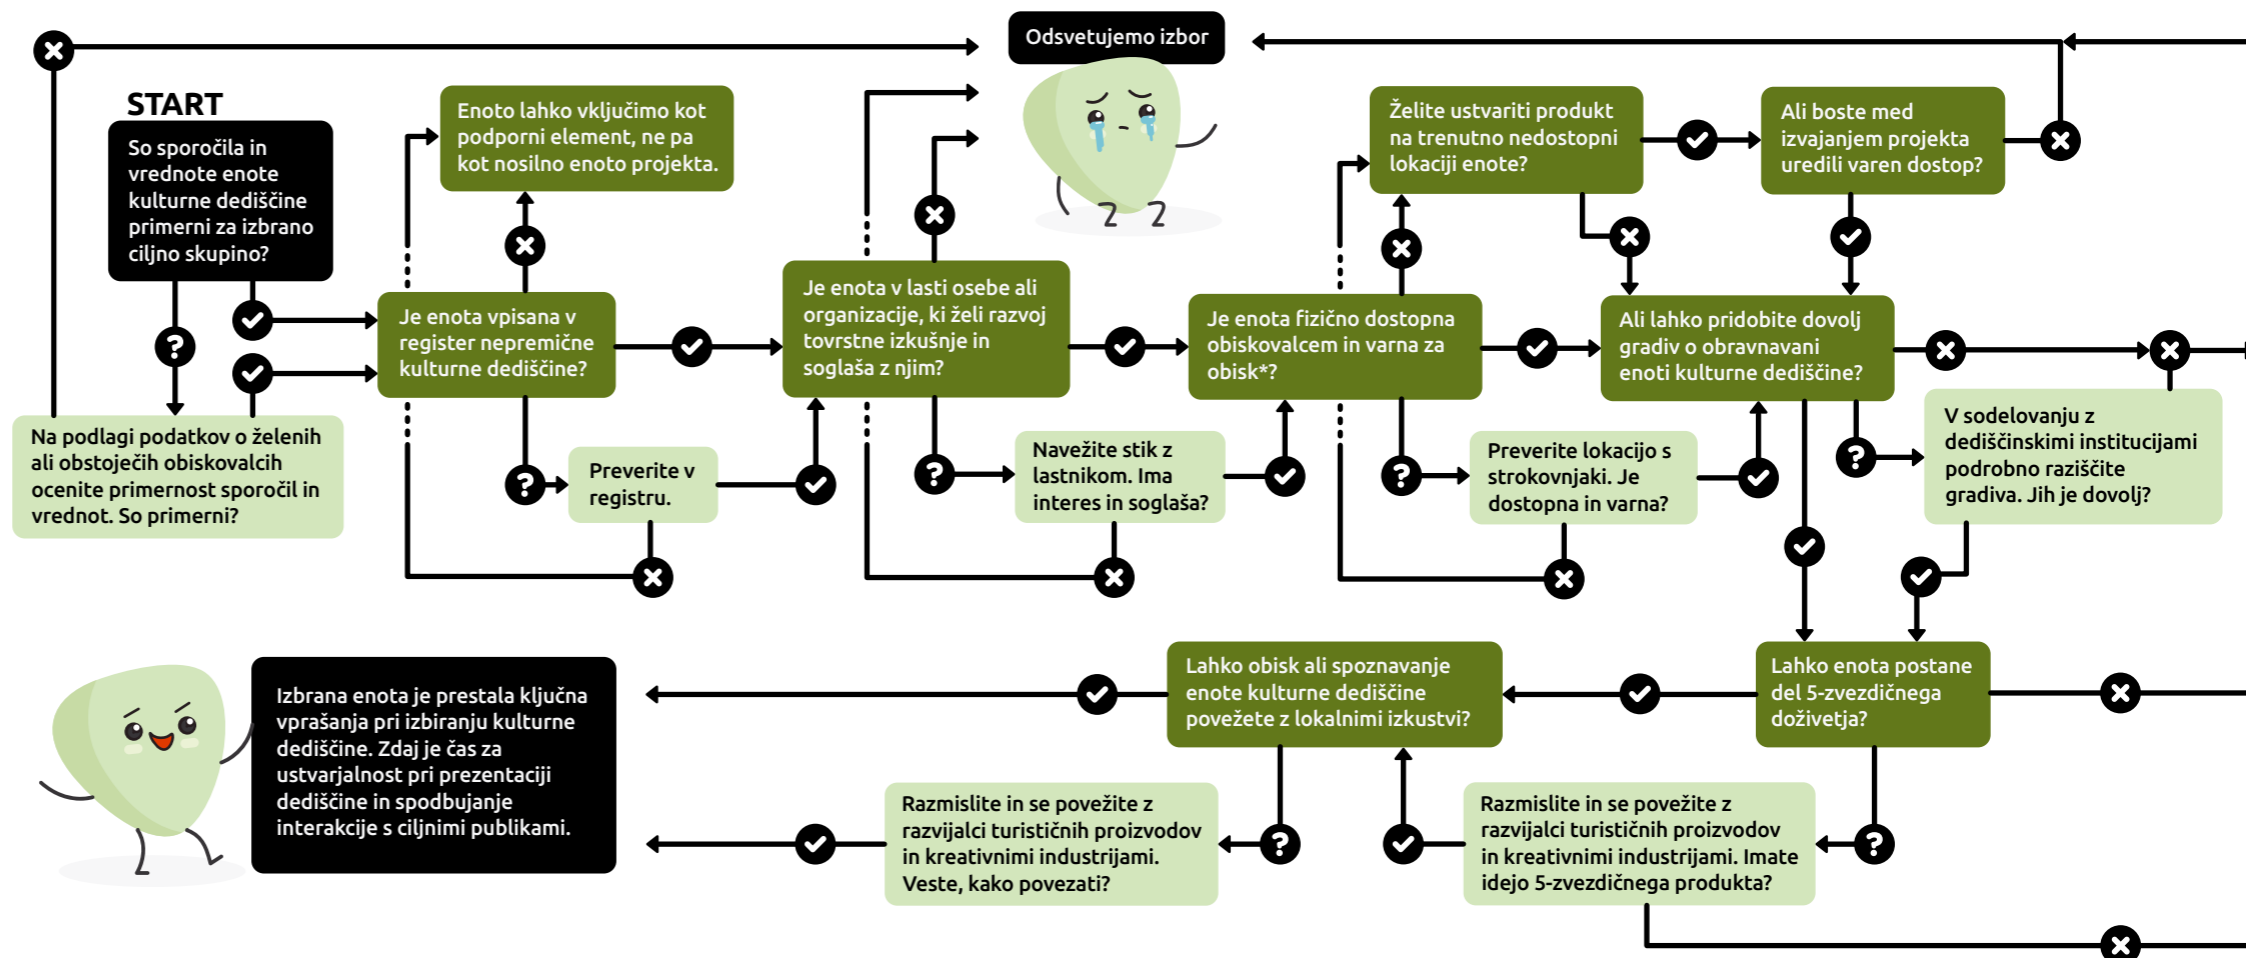 Odsvetujemo izbor
START
So sporočila in
vrednote enote
kulturne dediščine
primerni za izbrano
ciljno skupino?
Enoto lahko vključimo kot
podporni element, ne pa
kot nosilno enoto projekta.
Želite ustvariti produkt
na trenutno nedostopni
lokaciji enote?
Ali boste med
izvajanjem projekta
uredili varen dostop?
Je enota vpisana v
register nepremične
kulturne dediščine?
Je enota v lasti osebe ali
organizacije, ki želi razvoj
tovrstne izkušnje in
soglaša z njim?
Je enota fizično dostopna
obiskovalcem in varna za
obisk*?
Ali lahko pridobite dovolj
gradiv o obravnavani
enoti kulturne dediščine?
Na podlagi podatkov o želenih
ali obstoječih obiskovalcih
ocenite primernost sporočil in
vrednot. So primerni?
Preverite v
registru.
Navežite stik z
lastnikom. Ima
interes in soglaša?
Preverite lokacijo s
strokovnjaki. Je
dostopna in varna?
V sodelovanju z
dediščinskimi institucijami
podrobno raziščite
gradiva. Jih je dovolj?
Izbrana enota je prestala ključna
vprašanja pri izbiranju kulturne
dediščine. Zdaj je čas za
ustvarjalnost pri prezentaciji
dediščine in spodbujanje
interakcije s ciljnimi publikami.
Lahko obisk ali spoznavanje
enote kulturne dediščine
povežete z lokalnimi izkustvi?
Lahko enota postane
del 5-zvezdičnega
doživetja?
Razmislite in se povežite z
razvijalci turističnih proizvodov
in kreativnimi industrijami.
Veste, kako povezati?
Razmislite in se povežite z
razvijalci turističnih proizvodov
in kreativnimi industrijami. Imate
idejo 5-zvezdičnega produkta?